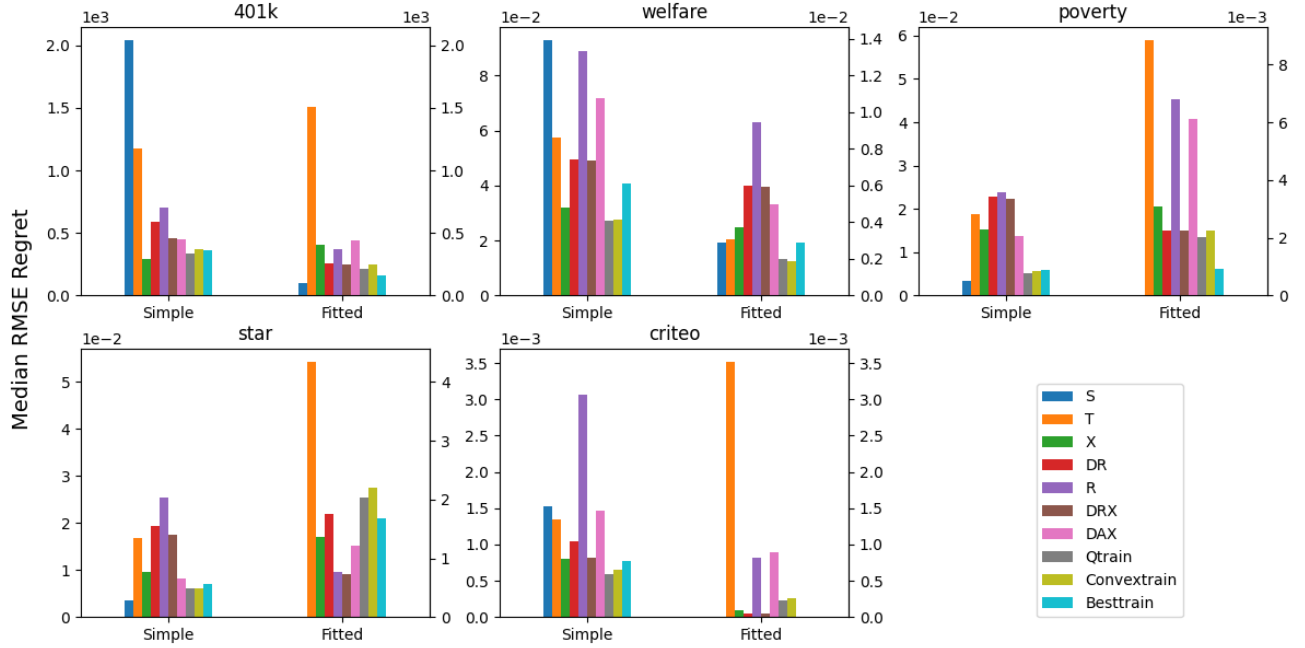 Median RMSE Regret
401k
1e3
1e3
2.0
1.5
1.0
0.5
0.0
2.0
1.5
1.0
0.5
0.0
Simple
Fitted
welfare
1e−2
1e−2
8
6
4
2
0
1.4
1.2
1.0
0.8
0.6
0.4
0.2
0.0
Simple
Fitted
poverty
1e−2
1e−3
6
5
4
3
2
1
0
8
6
4
2
0
Simple
Fitted
star
1e−2
5
4
3
2
1
0
4
3
2
1
0
Simple
Fitted
criteo
1e−3
1e−3
3.5
3.0
2.5
2.0
1.5
1.0
0.5
0.0
3.5
3.0
2.5
2.0
1.5
1.0
0.5
0.0
Simple
Fitted
S
T
X
DR
R
DRX
DAX
Qtrain
Convextrain
Besttrain